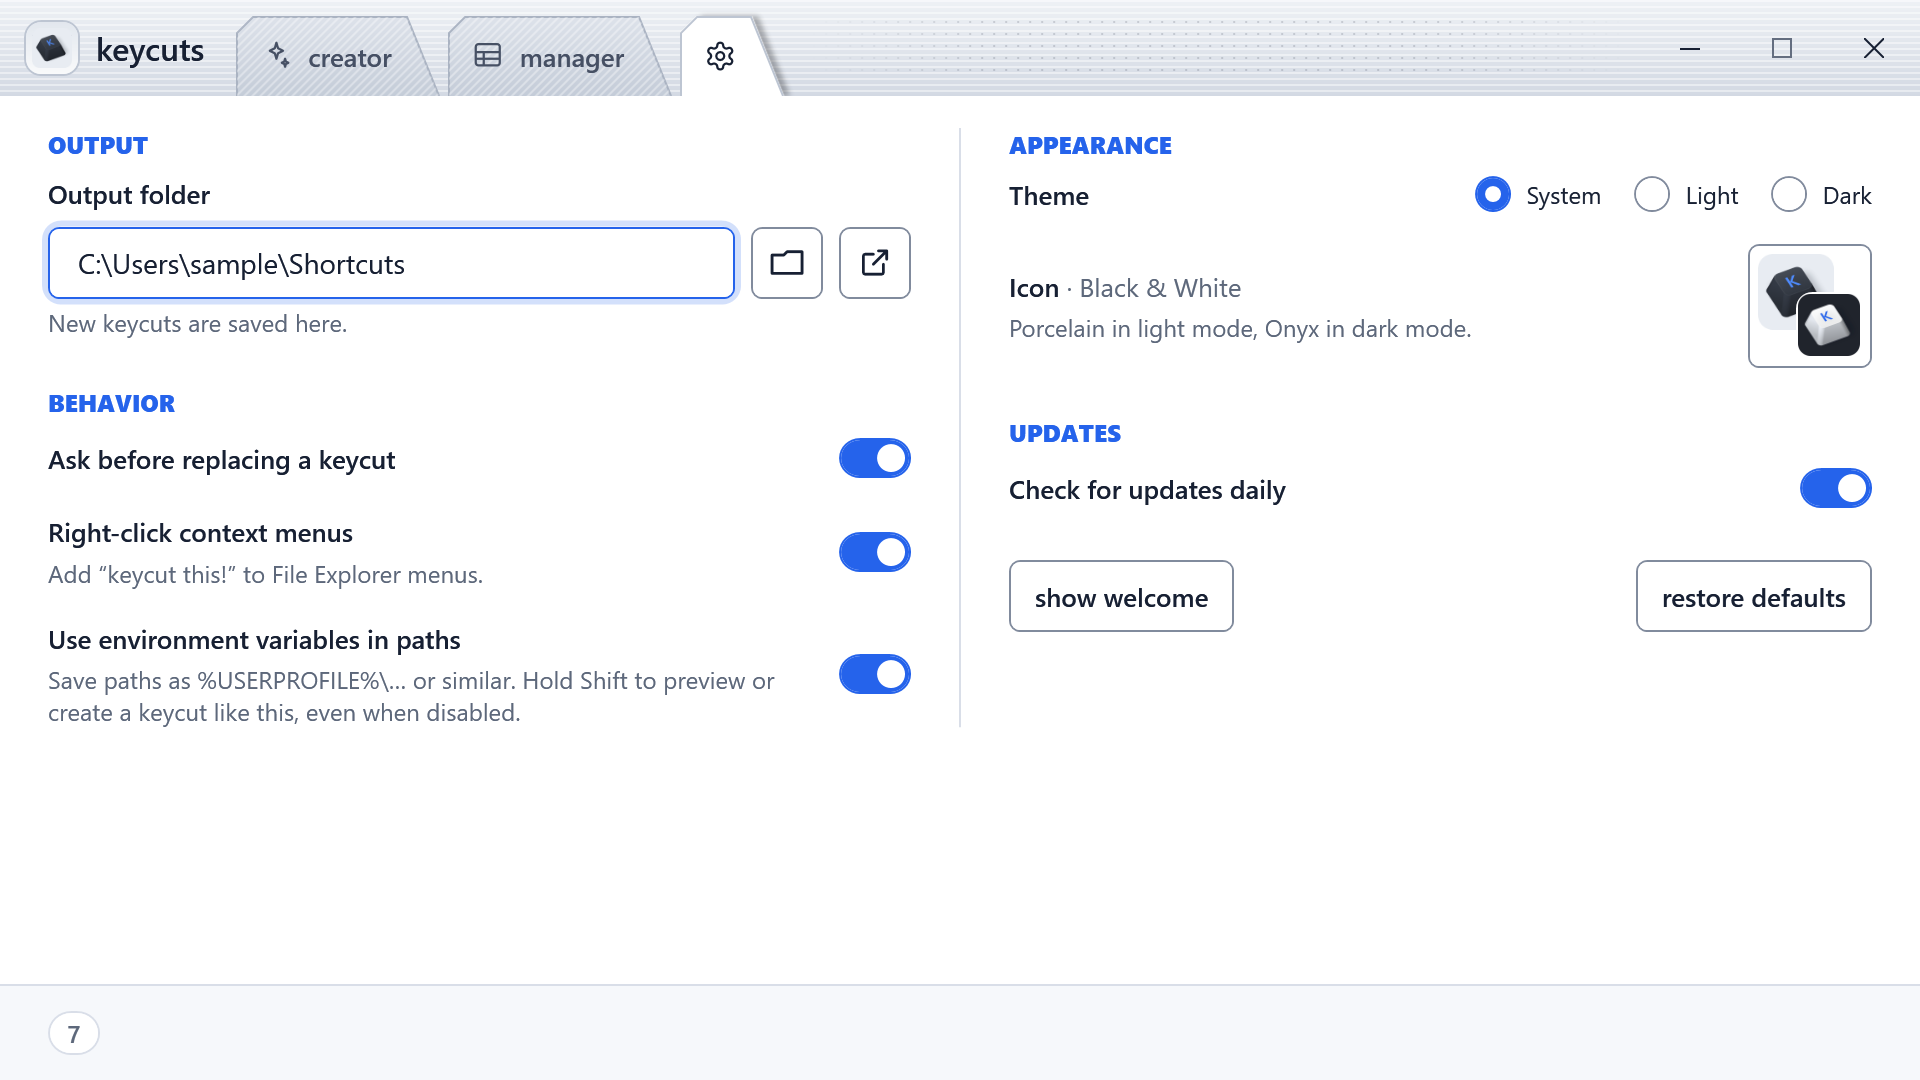 keycuts
creator
manager
OUTPUT
Output folder
C:\Users\sample\Shortcuts
New keycuts are saved here.
BEHAVIOR
Ask before replacing a keycut
Right-click context menus
Add “keycut this!” to File Explorer menus.
Use environment variables in paths
Save paths as %USERPROFILE%\... or similar. Hold Shift to preview or
create a keycut like this, even when disabled.
APPEARANCE
Theme
System
Light
Dark
Icon · Black & White
Porcelain in light mode, Onyx in dark mode.
K
K
UPDATES
Check for updates daily
show welcome
restore defaults
7